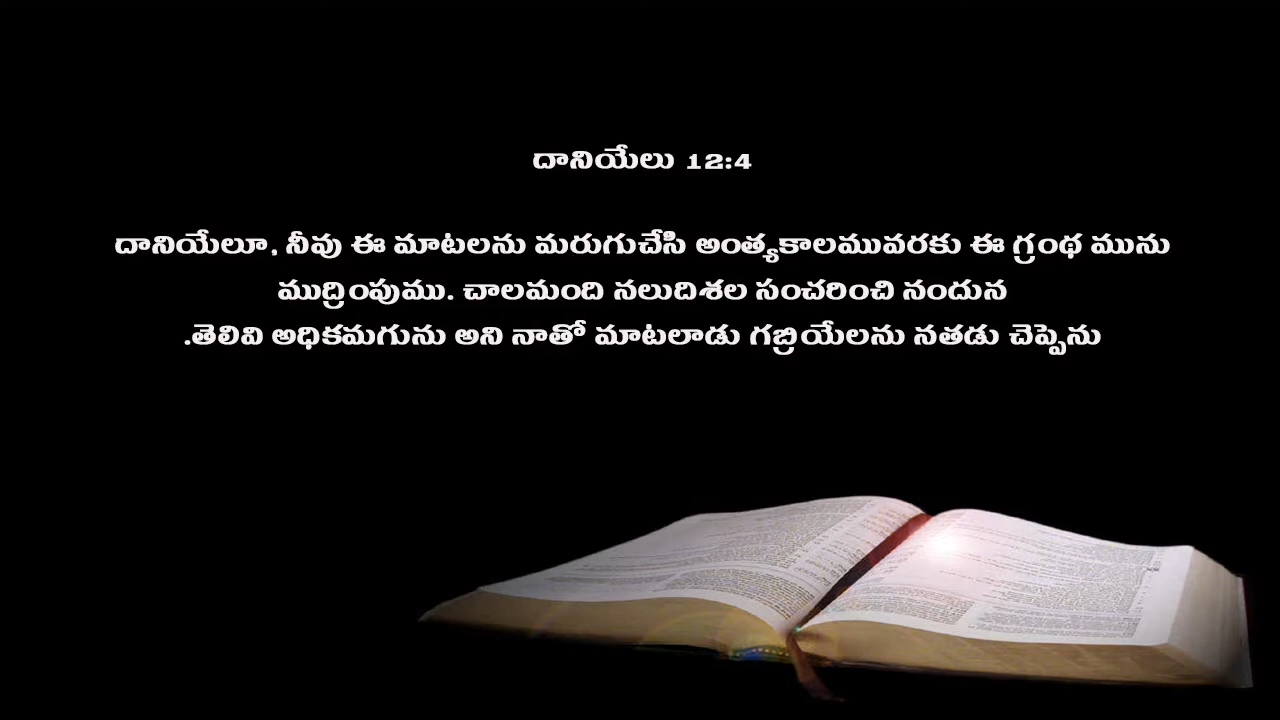 దానియేలు 12:4
దానియేలూ, నీవు ఈ మాటలను మరుగుచేసి అంత్యకాలమువరకు ఈ గ్రంథ మును
ముద్రింపుము. చాలమంది నలుదిశల సంచరించి నందున
.తెలివి అధికమగును అని నాతో మాటలాడు గబ్రియేలను నతడు చెప్పెను